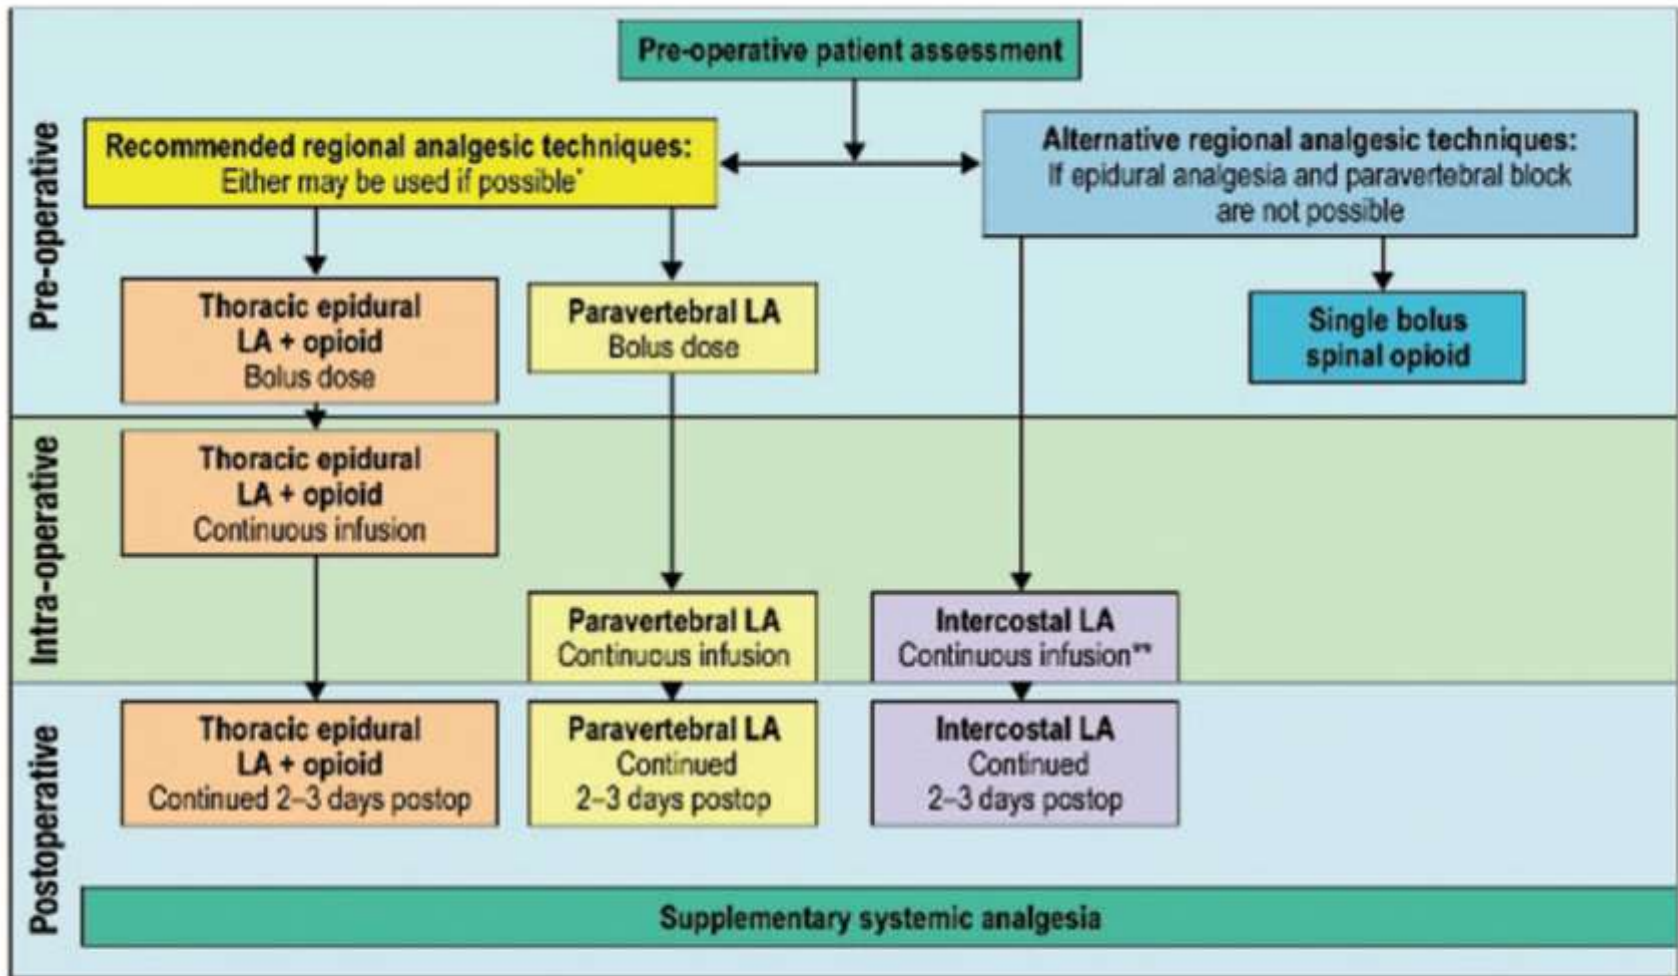 Pre-operative patient assessment
Pre-operative
Recommended regional analgesic techniques:
Either may be used if possible*
Alternative regional analgesic techniques:
If epidural analgesia and paravertebral block
are not possible
Thoracic epidural
LA + opioid
Bolus dose
Paravertebral LA
Bolus dose
Single bolus
spinal opioid
Intra-operative
Thoracic epidural
LA + opioid
Continuous infusion
Paravertebral LA
Continuous infusion
Intercostal LA
Continuous infusion**
Postoperative
Thoracic epidural
LA + opioid
Continued 2–3 days postop
Paravertebral LA
Continued
2–3 days postop
Intercostal LA
Continued
2–3 days postop
Supplementary systemic analgesia